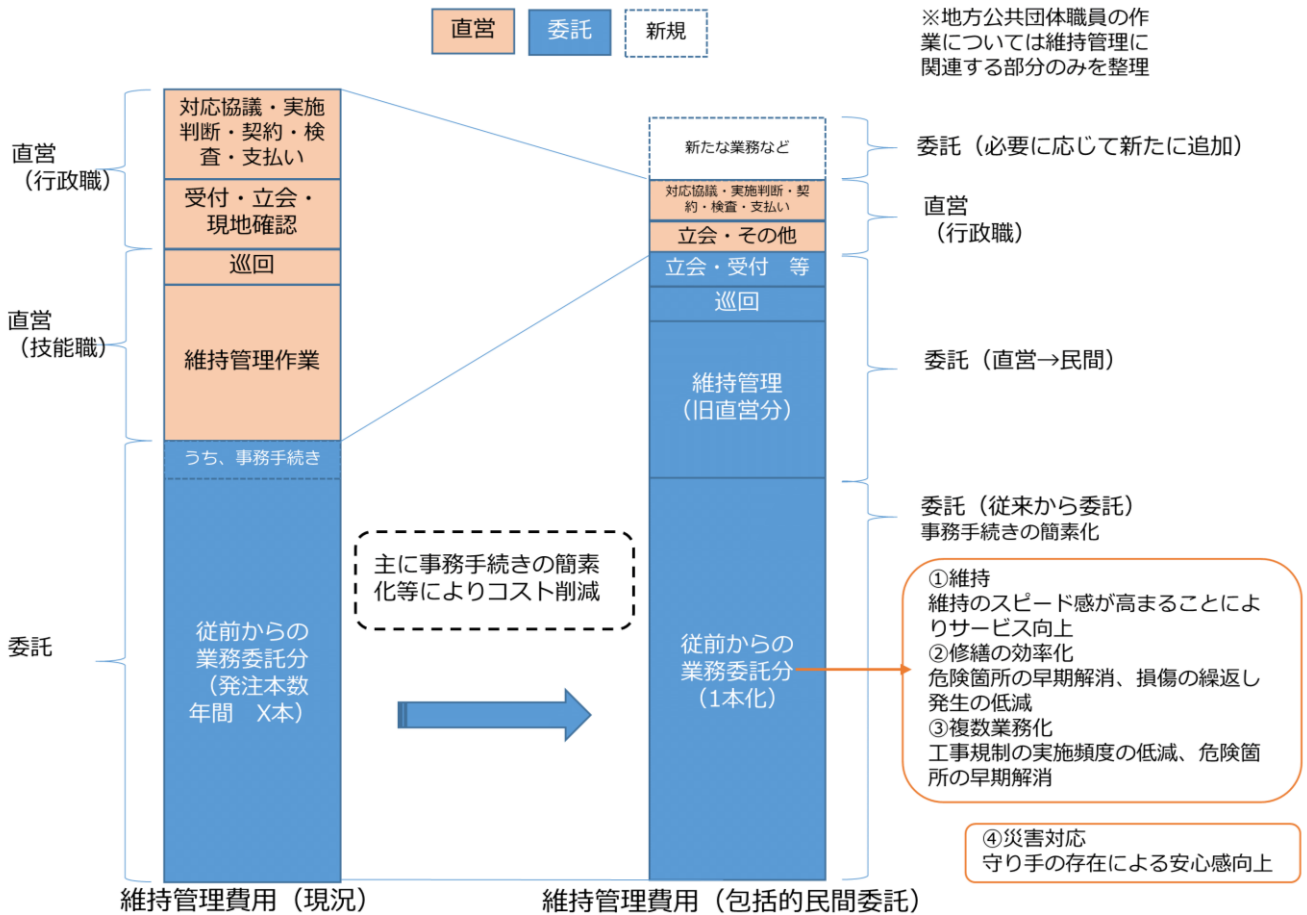 直営
委託
新規
※地方公共団体職員の作
業については維持管理に
関連する部分のみを整理
直営
（行政職）
直営
（技能職）
委託
対応協議・実施
判断・契約・検
査・支払い
受付・立会・
現地確認
巡回
維持管理作業
うち、事務手続き
従前からの
業務委託分
（発注本数
年間　X本）
維持管理費用（現況）
主に事務手続きの簡素
化等によりコスト削減
新たな業務など
対応協議・実施判断・契
約・検査・支払い
立会・その他
立会・受付　等
巡回
維持管理
（旧直営分）
従前からの
業務委託分
（1本化）
維持管理費用（包括的民間委託）
委託（必要に応じて新たに追加）
直営
（行政職）
委託（直営→民間）
委託（従来から委託）
事務手続きの簡素化
①維持
維持のスピード感が高まることによ
りサービス向上
②修繕の効率化
危険箇所の早期解消、損傷の繰返し
発生の低減
③複数業務化
工事規制の実施頻度の低減、危険箇
所の早期解消
④災害対応
守り手の存在による安心感向上